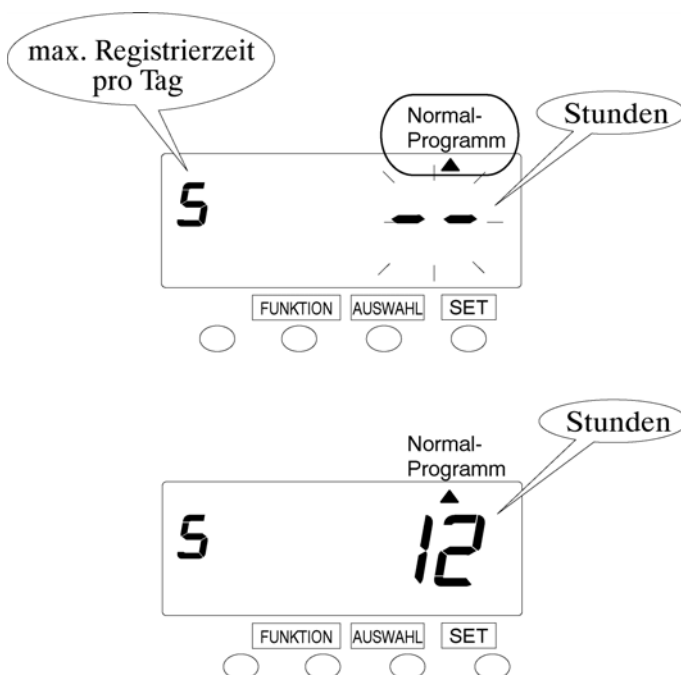 max. Registrierzeit
pro Tag
Normal-
Programm
Stunden
5 --
FUNKTION AUSWAHL SET
Stunden
Normal-
Programm
5 12
FUNKTION AUSWAHL SET